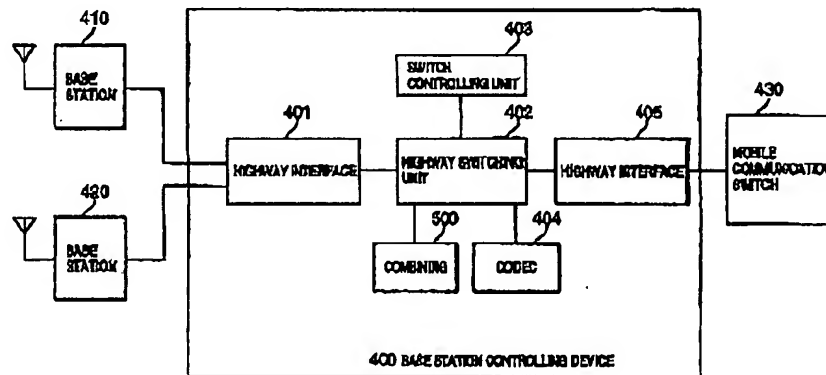 410
BASE
STATION
420
BASE
STATION
401
HIGHWAY INTERFACE
403
SWITCH
CONTROLLING UNIT
402
HIGHWAY SWITCHING
UNIT
500
COMBINING
404
CODEC
405
HIGHWAY INTERFACE
430
MOBILE
COMMUNICATION
SWITCH
400 BASE STATION CONTROLLING DEVICE